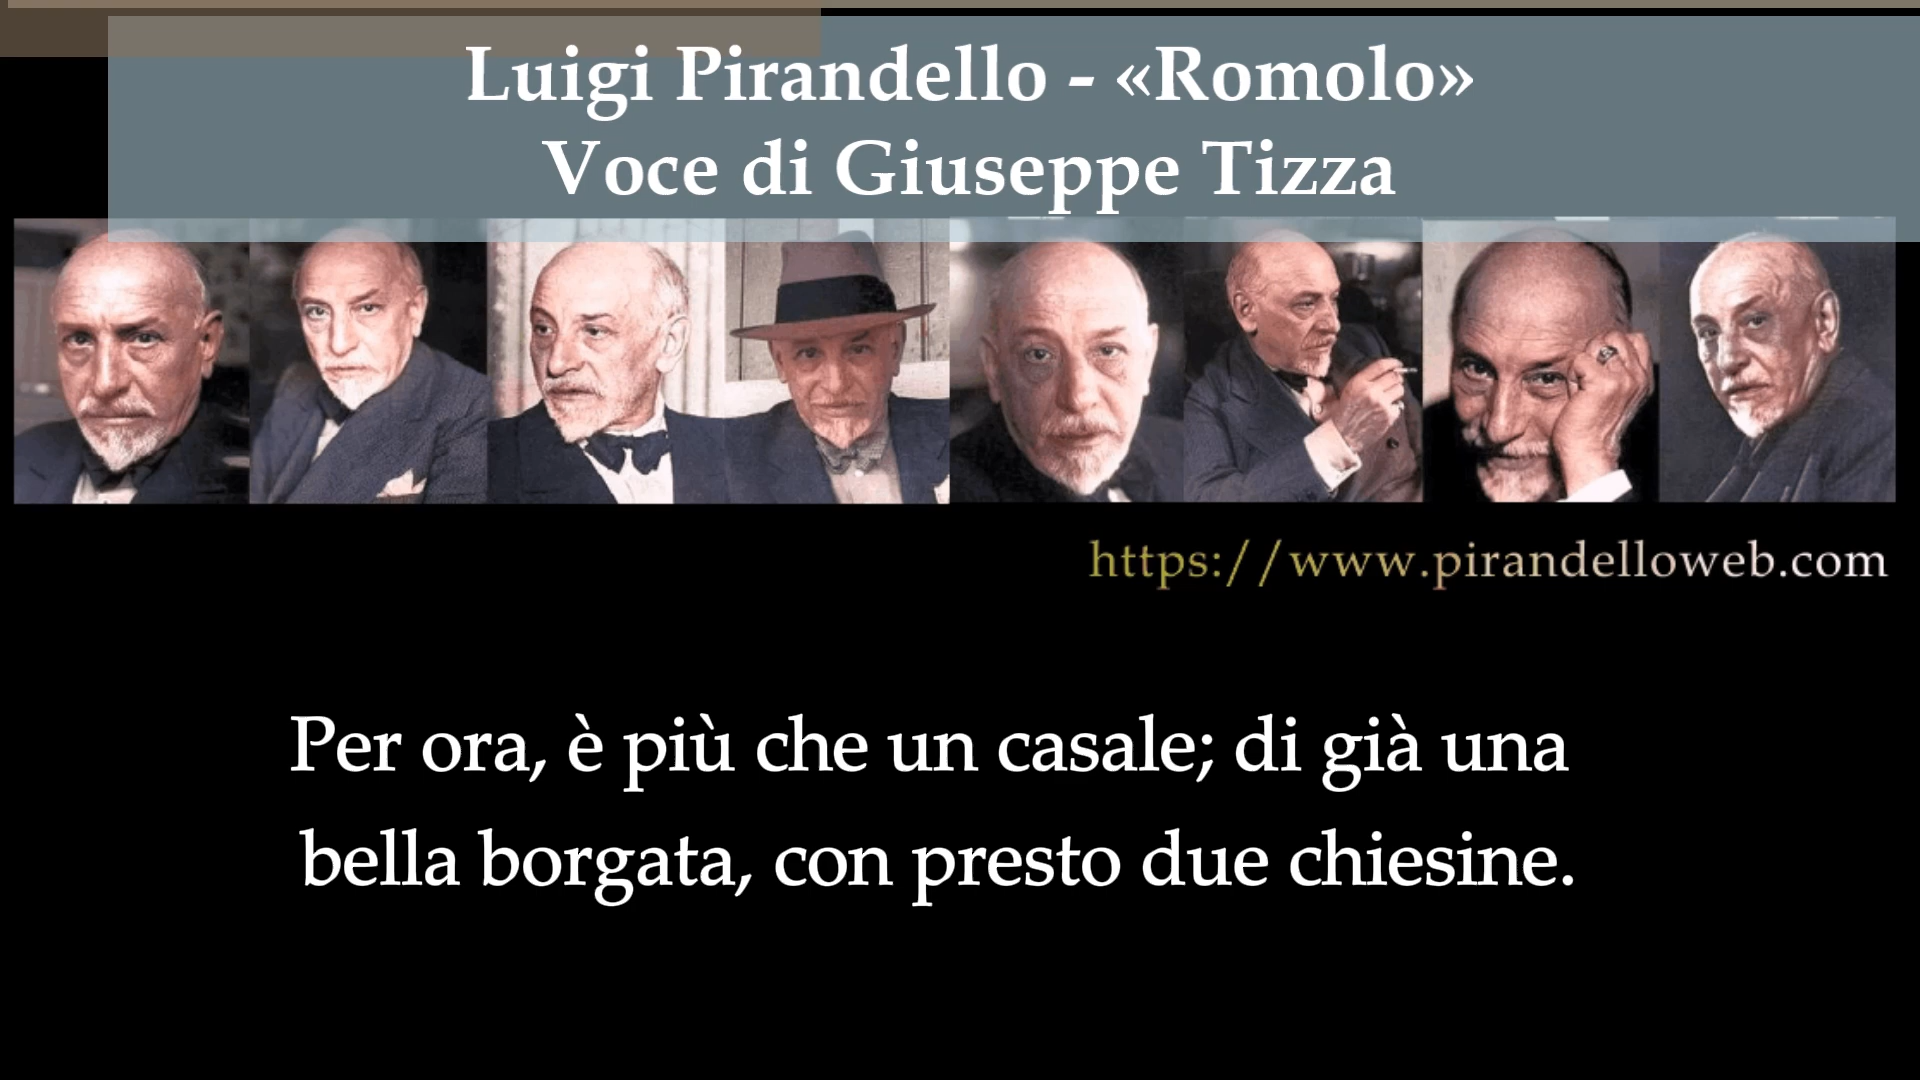 Luigi Pirandello - «Romolo»
Voce di Giuseppe Tizza
https://www.pirandelloweb.com
Per ora, è più che un casale; di già una
bella borgata, con presto due chiesine.